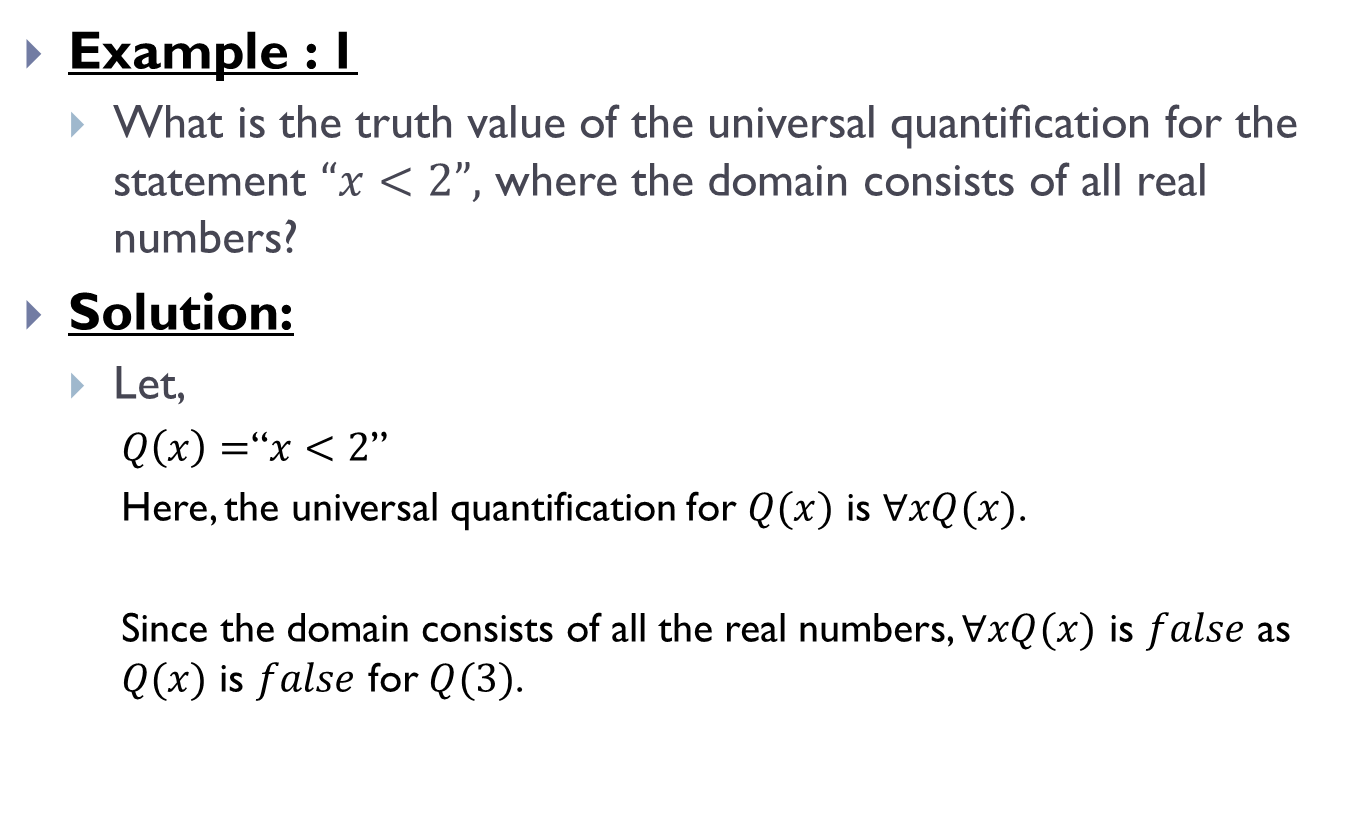 Example : 1
What is the truth value of the universal quantification for the
statement “x < 2”, where the domain consists of all real
numbers?
Solution:
Let,
Q(x) =“x < 2”
Here, the universal quantification for Q(x) is ∀xQ(x).
Since the domain consists of all the real numbers, ∀xQ(x) is false as
Q(x) is false for Q(3).